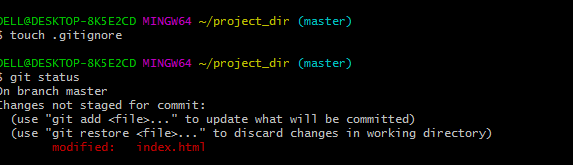 DELL@DESKTOP-8K5E2CD MINGW64 ~/project_dir (master)
$ touch .gitignore
DELL@DESKTOP-8K5E2CD MINGW64 ~/project_dir (master)
$ git status
On branch master
Changes not staged for commit:
(use "git add <file>..." to update what will be committed)
(use "git restore <file>..." to discard changes in working directory)
modified: index.html